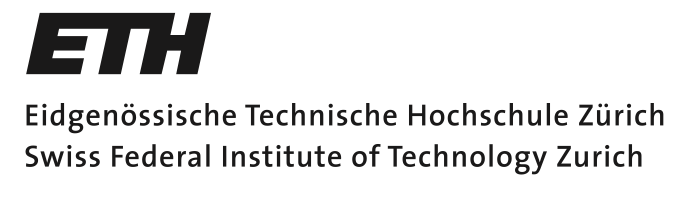 ETH
Eidgenössische Technische Hochschule Zürich
Swiss Federal Institute of Technology Zurich